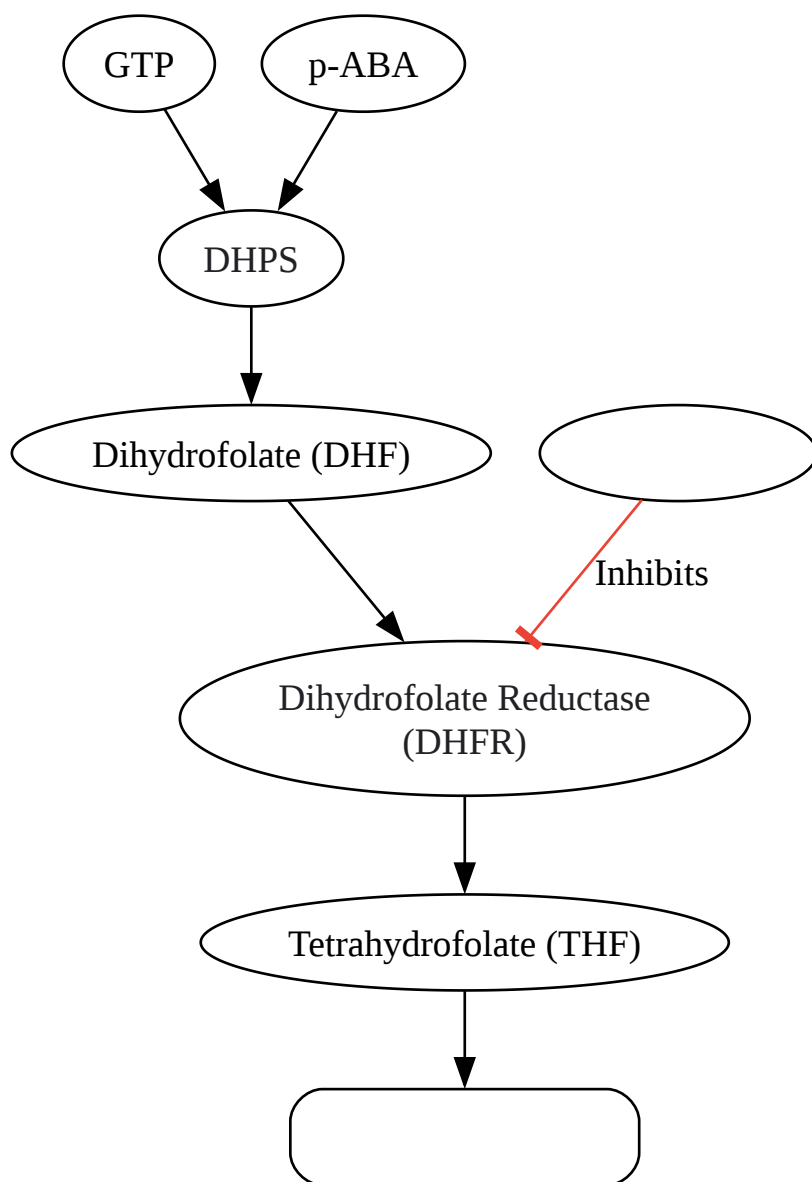 GTP
p-ABA
DHPS
Dihydrofolate (DHF)
Inhibits
Dihydrofolate Reductase
(DHFR)
Tetrahydrofolate (THF)